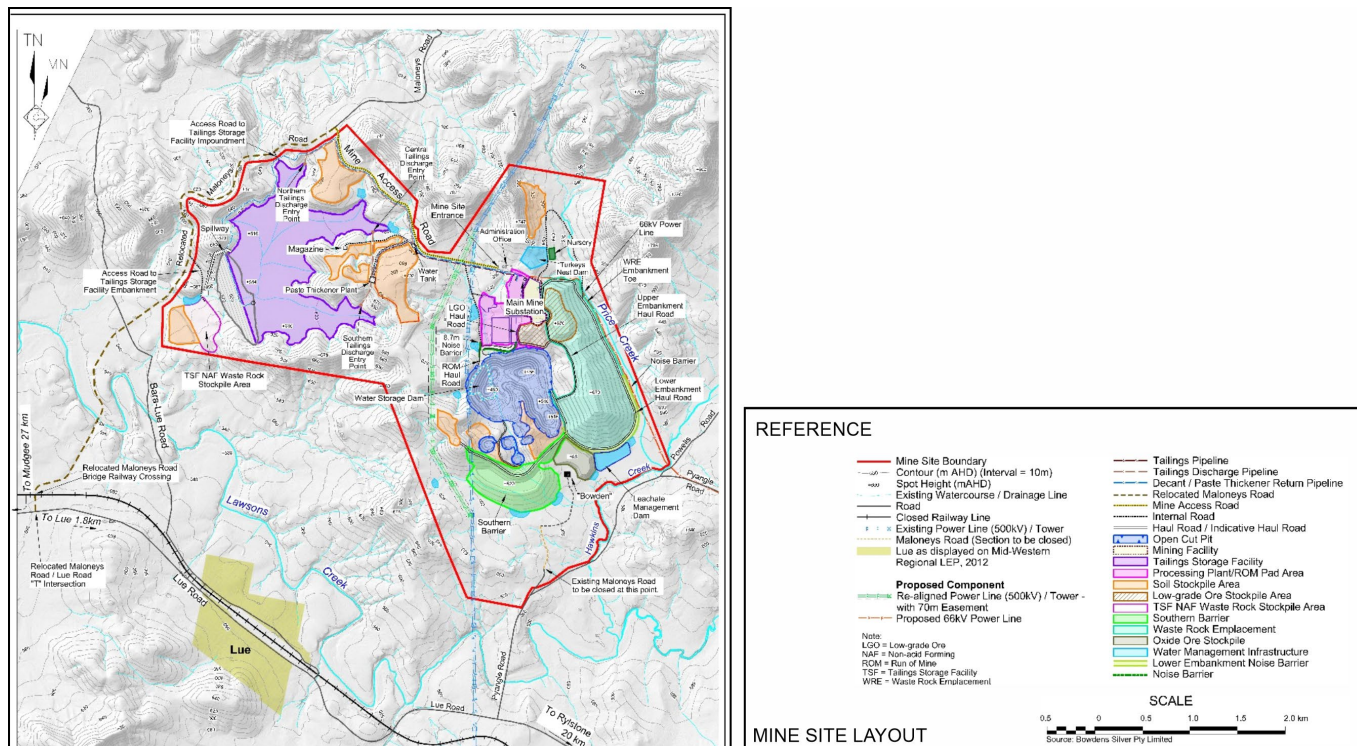 TN
MN
Maloneys
Road
Access Road to
Tailings Storage
Facility Impoundment
Road
Maloneys
Relocated
Mine
Access
Road
Central
Tailings
Discharge
Entry
Point
Northern
Tailings
Discharge
Entry
Point
Mine Site
Entrance
Spillway
Administration
Office
Nursery
66kV Power
Line
Magazine
Turkeys
Nest Dam
WRE
Embankment
Toe
Access Road to
Tailings Storage
Facility Embankment
Water
Tank
Paste Thickener Plant
Main Mine
Substation
Upper
Embankment
Haul Road
LGO
Haul
Road
Price
Creek
8.7m
Noise
Barrier
Southern
Tailings
Discharge
Entry
Point
ROM
Haul
Road
Noise Barrier
TSF NAF Waste Rock
Stockpile Area
Water Storage Dam
Lower
Embankment
Haul Road
Bara-Lue Road
To Mudgee 27 km
Powells
Road
Pyangle
Road
Creek
Relocated Maloneys Road
Bridge Railway Crossing
"Bowden"
Leachate
Management
Dam
Lawsons
Creek
To Lue 1.8km
Southern
Barrier
Hawkins
Relocated Maloneys
Road / Lue Road
"T" Intersection
Lue Road
Existing Maloneys Road
to be closed at this point.
Lue
Pyangle Road
Lue Road
To Rylstone
20 km
REFERENCE
Mine Site Boundary
Contour (m AHD) (Interval = 10m)
Spot Height (mAHD)
Existing Watercourse / Drainage Line
Road
Closed Railway Line
Existing Power Line (500kV) / Tower
Maloneys Road (Section to be closed)
Lue as displayed on Mid-Western
Regional LEP, 2012
Proposed Component
Re-aligned Power Line (500kV) / Tower -
with 70m Easement
Proposed 66kV Power Line
Note:
LGO = Low-grade Ore
NAF = Non-acid Forming
ROM = Run of Mine
TSF = Tailings Storage Facility
WRE = Waste Rock Emplacement
Tailings Pipeline
Tailings Discharge Pipeline
Decant / Paste Thickener Return Pipeline
Relocated Maloneys Road
Mine Access Road
Internal Road
Haul Road / Indicative Haul Road
Open Cut Pit
Mining Facility
Tailings Storage Facility
Processing Plant/ROM Pad Area
Soil Stockpile Area
Low-grade Ore Stockpile Area
TSF NAF Waste Rock Stockpile Area
Southern Barrier
Waste Rock Emplacement
Oxide Ore Stockpile
Water Management Infrastructure
Lower Embankment Noise Barrier
Noise Barrier
SCALE
0.5 0 0.5 1.0 1.5 2.0 km
Source: Bowdens Silver Pty Limited
MINE SITE LAYOUT